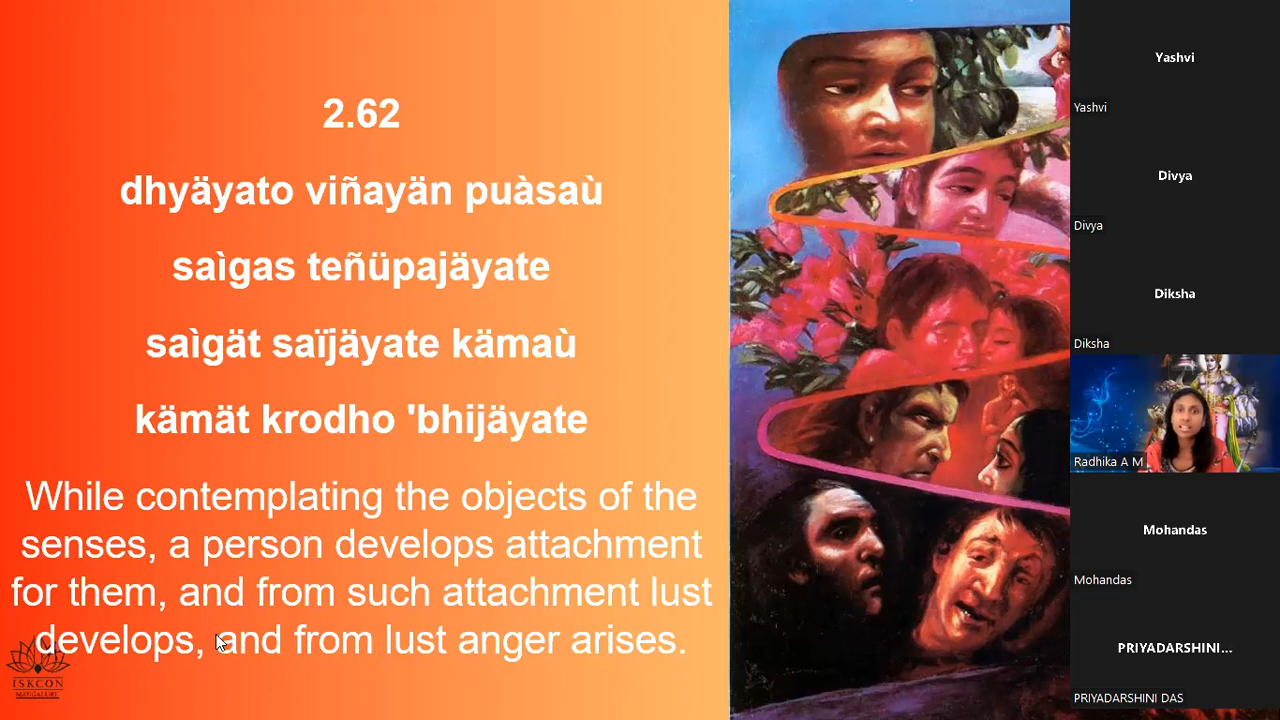 2.62
dhyäyato viñayän puàsaù
saìgas teñüpajäyate
saìgät saïjäyate kämaù
kämät krodho 'bhijäyate
While contemplating the objects of the
senses, a person develops attachment
for them, and from such attachment lust
develops, and from lust anger arises.
ISKCON
MANGALURU
Yashvi
Yashvi
Divya
Divya
Diksha
Diksha
Radhika A M
Mohandas
Mohandas
PRIYADARSHINI...
PRIYADARSHINI DAS